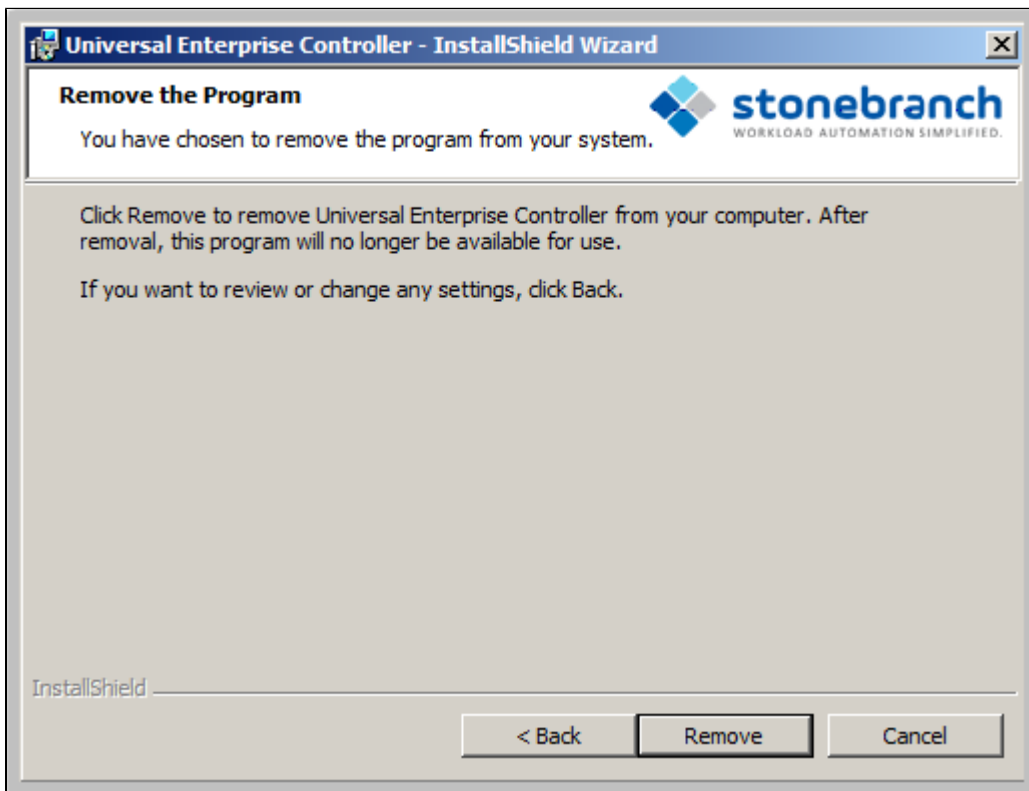 Universal Enterprise Controller - InstallShield Wizard
Remove the Program
You have chosen to remove the program from your system.
stonebranch
WORKLOAD AUTOMATION SIMPLIFIED.
Click Remove to remove Universal Enterprise Controller from your computer. After
removal, this program will no longer be available for use.
If you want to review or change any settings, click Back.
InstallShield
< Back
Remove
Cancel